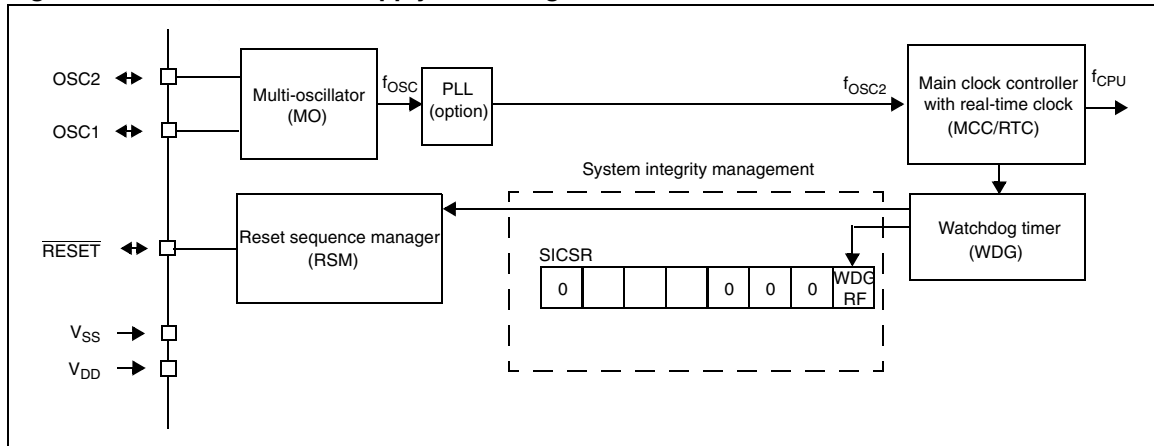 OSC2
OSC1
Multi-oscillator
(MO)
fOSC
PLL
(option)
fOSC2
Main clock controller
with real-time clock
(MCC/RTC)
fCPU
System integrity management
RESET
Reset sequence manager
(RSM)
Watchdog timer
(WDG)
SICSR
0
0
0
0
WDG
RF
VSS
VDD